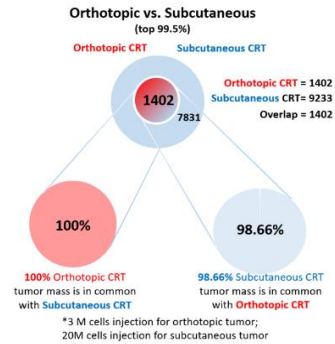 Orthotopic vs. Subcutaneous
(top 99.5%)
Orthotopic CRT
Subcutaneous CRT
1402
7831
Orthotopic CRT = 1402
Subcutaneous CRT= 9233
Overlap = 1402
100%
98.66%
100% Orthotopic CRT
tumor mass is in common
with Subcutaneous CRT
98.66% Subcutaneous CRT
tumor mass is in common
with Orthotopic CRT
*3 M cells injection for orthotopic tumor;
20M cells injection for subcutaneous tumor